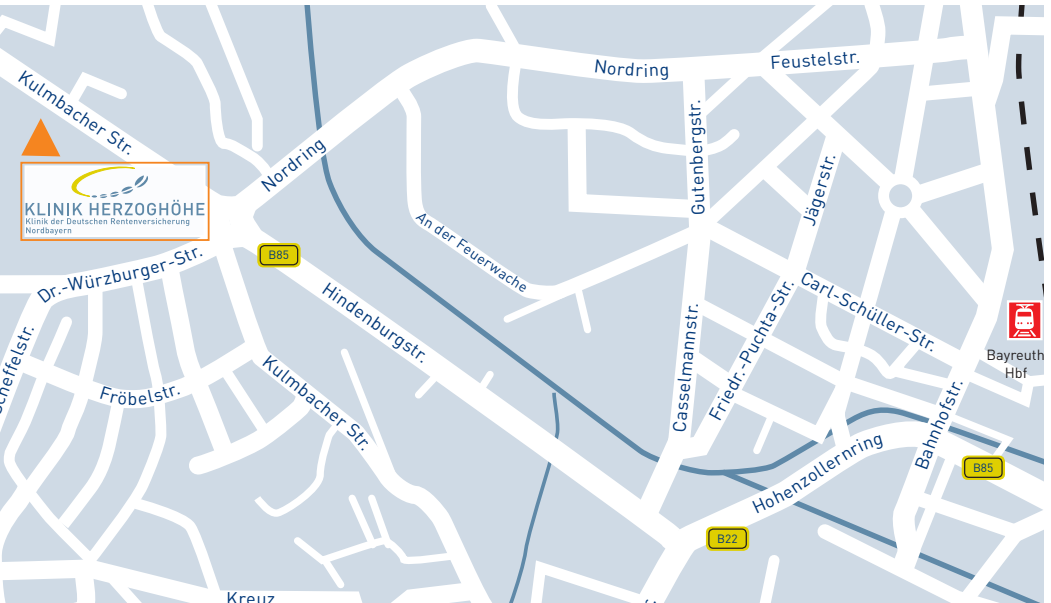 Kulmbacher Str.
KLINIK HERZOGHÖHE
Klinik der Deutschen Rentenversicherung
Nordbayern
Nordring
Nordring
Feustelstr.
Gutenbergstr.
Jägerstr.
An der Feuerwache
Dr.-Würzburger-Str.
B85
Hindenburgstr.
Carl-Schüller-Str.
Friedr.-Puchta-Str.
Casselmannstr.
Bayreuth
Hbf
Scheffelstr.
Fröbelstr.
Kulmbacher Str.
Bahnhofstr.
Hohenzollernring
B85
B22
Kreuz